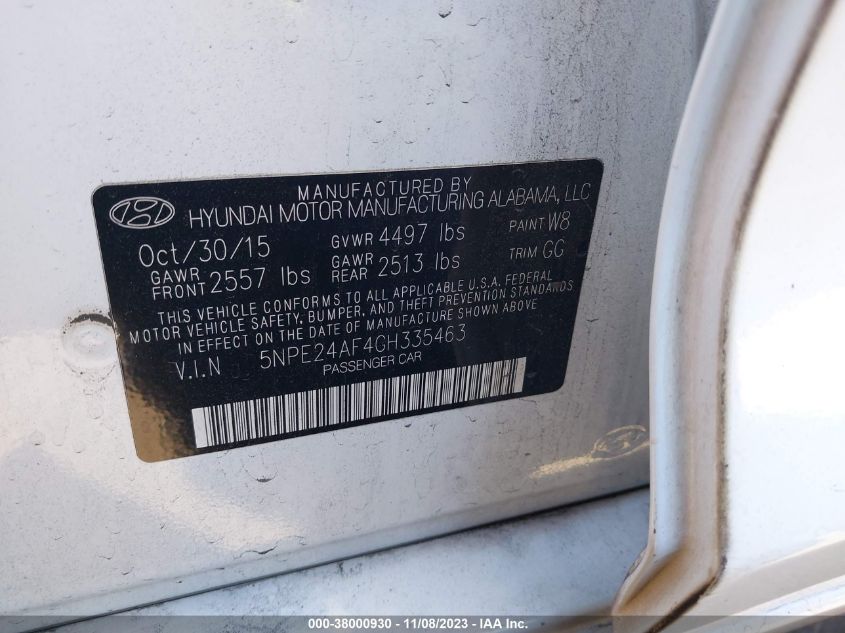 MANUFACTURED BY
HYUNDAI MOTOR MANUFACTURING ALABAMA, LLC
Oct/30/15 GVWR 4497 lbs PAINT W8
GAWR FRONT 2557 lbs GAWR REAR 2513 lbs TRIM GG
THIS VEHICLE CONFORMS TO ALL APPLICABLE U.S.A. FEDERAL
MOTOR VEHICLE SAFETY, BUMPER, AND THEFT PREVENTION STANDARDS
IN EFFECT ON THE DATE OF MANUFACTURE SHOWN ABOVE
V.I.N 5NPE24AF4GH335463
PASSENGER CAR
000-38000930 - 11/08/2023 - IAA Inc.